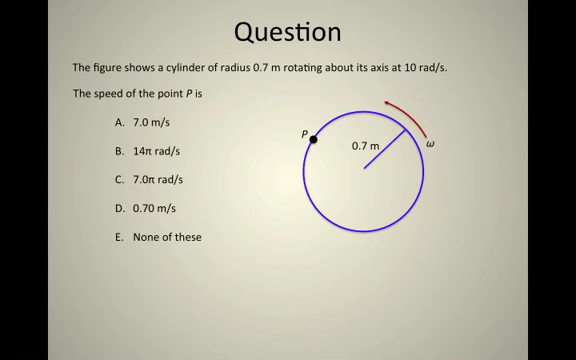 Question
The figure shows a cylinder of radius 0.7 m rotating about its axis at 10 rad/s.
The speed of the point P is
A. 7.0 m/s
B. 14π rad/s
C. 7.0π rad/s
D. 0.70 m/s
E. None of these
P
0.7 m
ω